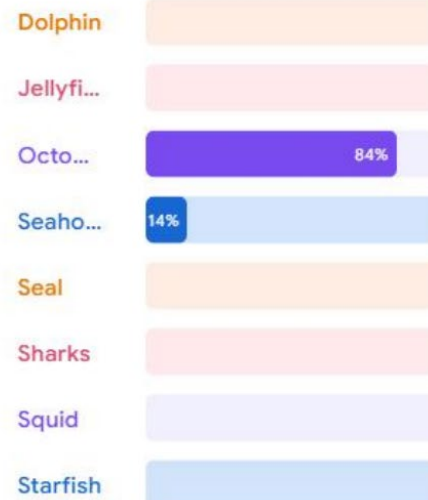 Dolphin
Jellyfi...
Octo... 84%
Seaho... 14%
Seal
Sharks
Squid
Starfish